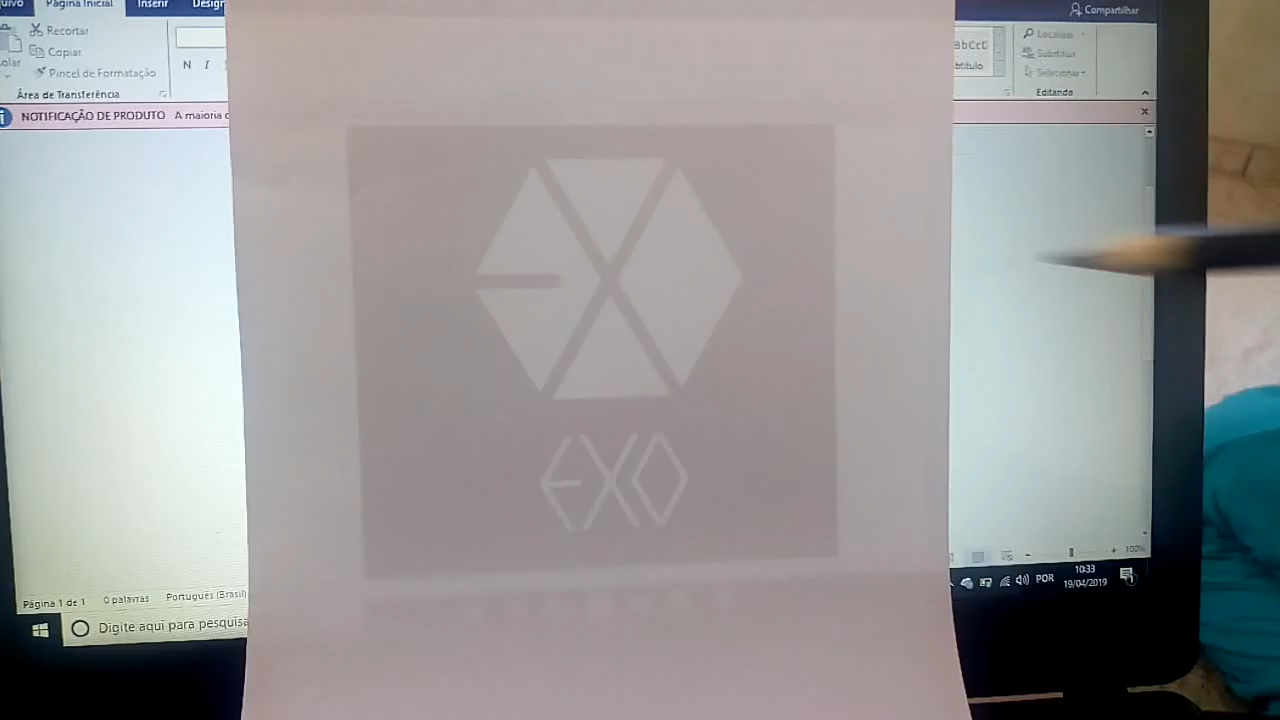 Página Inicial Inserir Design
Compartilhar
Recortar
Copiar
Pincel de Formatação
Área de Transferência
N I
Localizar
Substituir
Selecionar
Editando
NOTIFICAÇÃO DE PRODUTO A maioria
EXO
100%
Página 1 de 1 0 palavras Português (Brasil)
Digite aqui para pesquisa
POR
10:33
19/04/2019